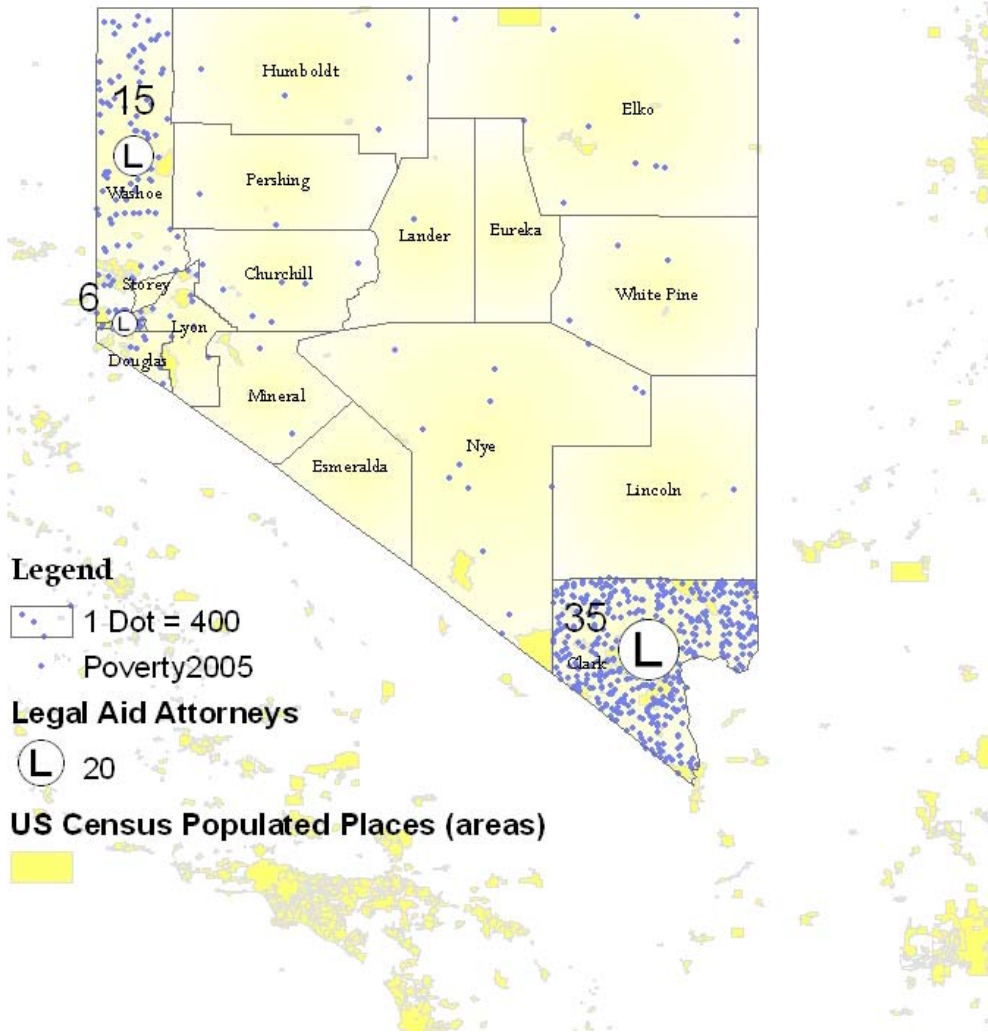 Humboldt
Elko
15
L
Washoe
Pershing
Lander
Eureka
Churchill
White Pine
Storey
6
L
Lyon
Douglas
Mineral
Nye
Esmeralda
Lincoln
35
L
Clark
Legend
1 Dot = 400
Poverty2005
Legal Aid Attorneys
L 20
US Census Populated Places (areas)